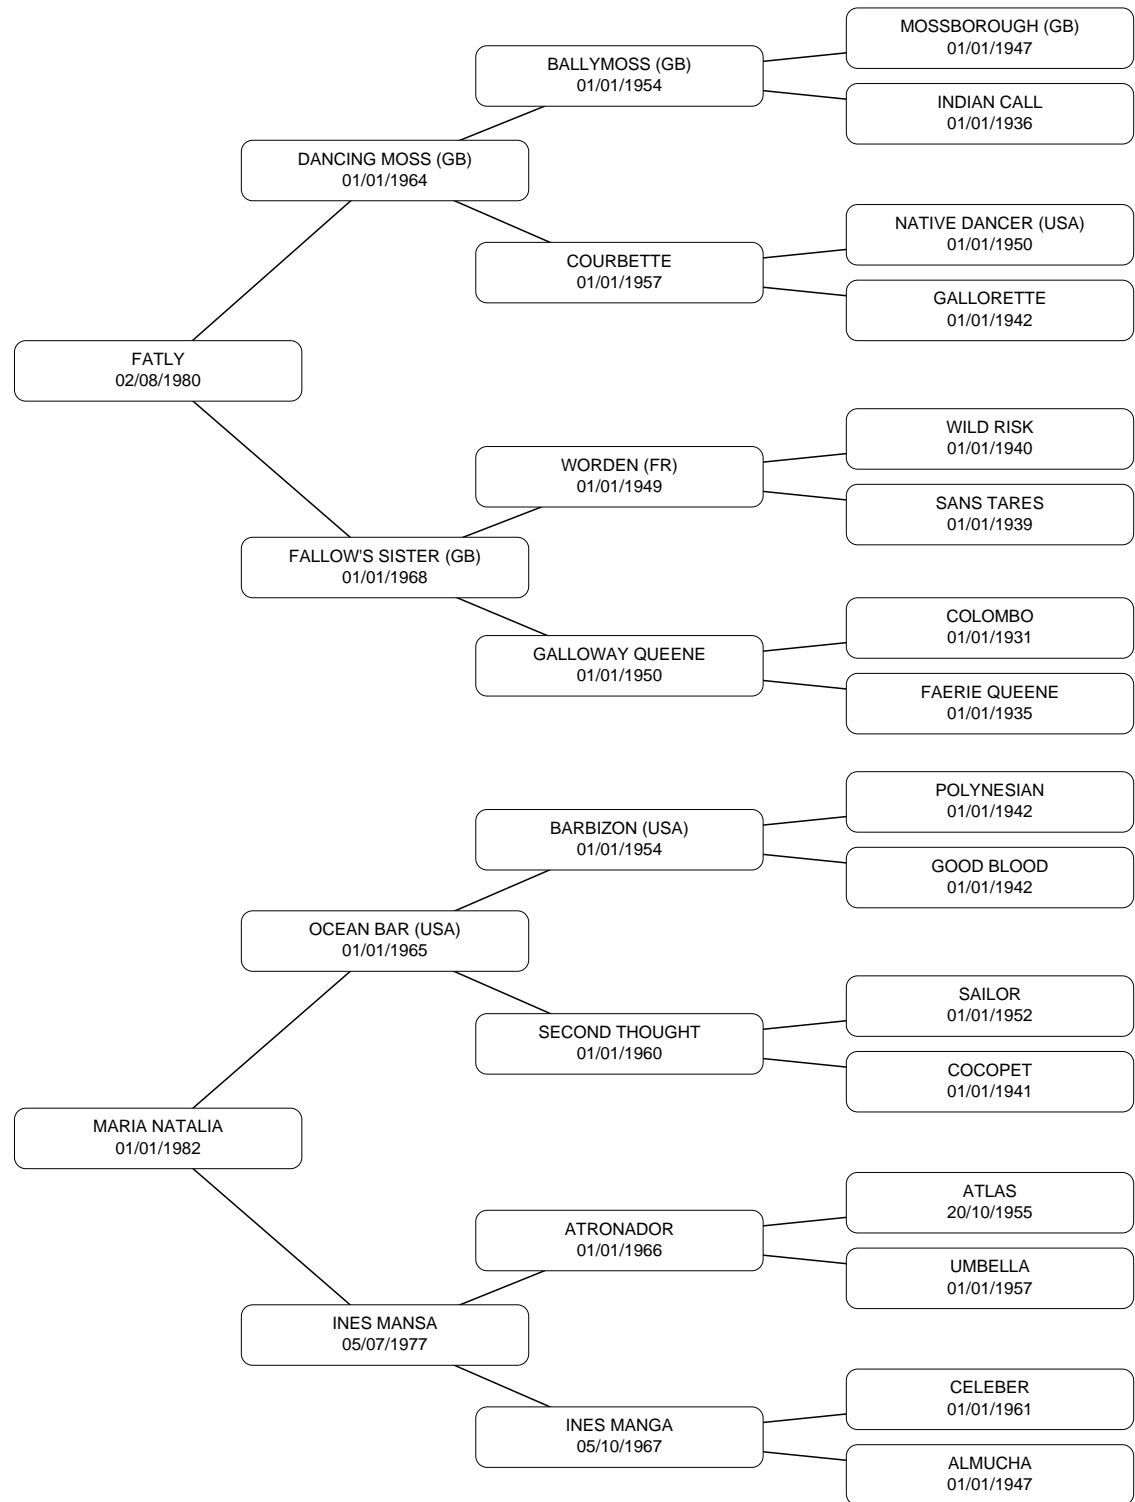 MOSSBOROUGH (GB)
01/01/1947
BALLYMOSS (GB)
01/01/1954
INDIAN CALL
01/01/1936
DANCING MOSS (GB)
01/01/1964
NATIVE DANCER (USA)
01/01/1950
COURBETTE
01/01/1957
GALLORETTE
01/01/1942
FATLY
02/08/1980
WILD RISK
01/01/1940
WORDEN (FR)
01/01/1949
SANS TARES
01/01/1939
FALLOW'S SISTER (GB)
01/01/1968
COLOMBO
01/01/1931
GALLOWAY QUEENE
01/01/1950
FAERIE QUEENE
01/01/1935
POLYNESIAN
01/01/1942
BARBIZON (USA)
01/01/1954
GOOD BLOOD
01/01/1942
OCEAN BAR (USA)
01/01/1965
SAILOR
01/01/1952
SECOND THOUGHT
01/01/1960
COCOPET
01/01/1941
MARIA NATALIA
01/01/1982
ATLAS
20/10/1955
ATRONADOR
01/01/1966
UMBELLA
01/01/1957
INES MANSA
05/07/1977
CELEBER
01/01/1961
INES MANGA
05/10/1967
ALMUCHA
01/01/1947